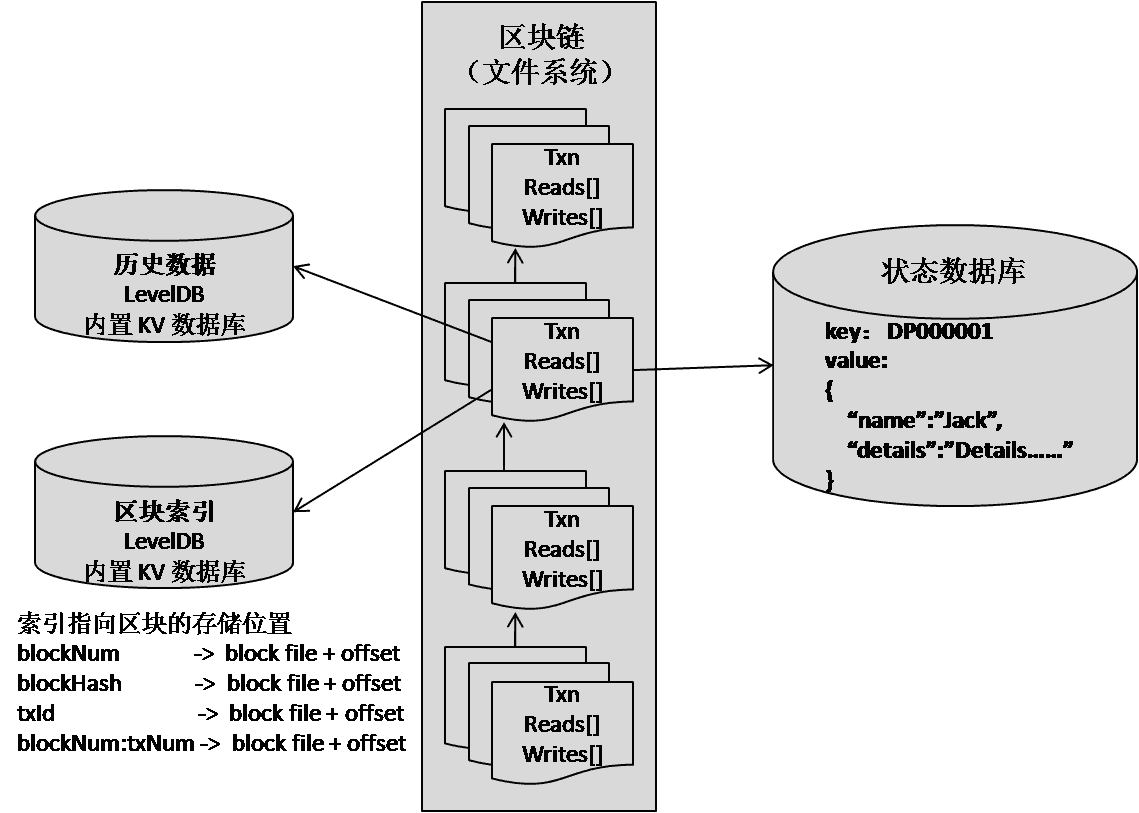 区块链
（文件系统）
Txn
Reads[]
Writes[]
Txn
Reads[]
Writes[]
Txn
Reads[]
Writes[]
Txn
Reads[]
Writes[]
历史数据
LevelDB
内置 KV 数据库
区块索引
LevelDB
内置 KV 数据库
索引指向区块的存储位置
blockNum -> block file + offset
blockHash -> block file + offset
txId -> block file + offset
blockNum:txNum -> block file + offset
状态数据库
key： DP000001
value:
{
“name”:”Jack”,
“details”:”Details……”
}